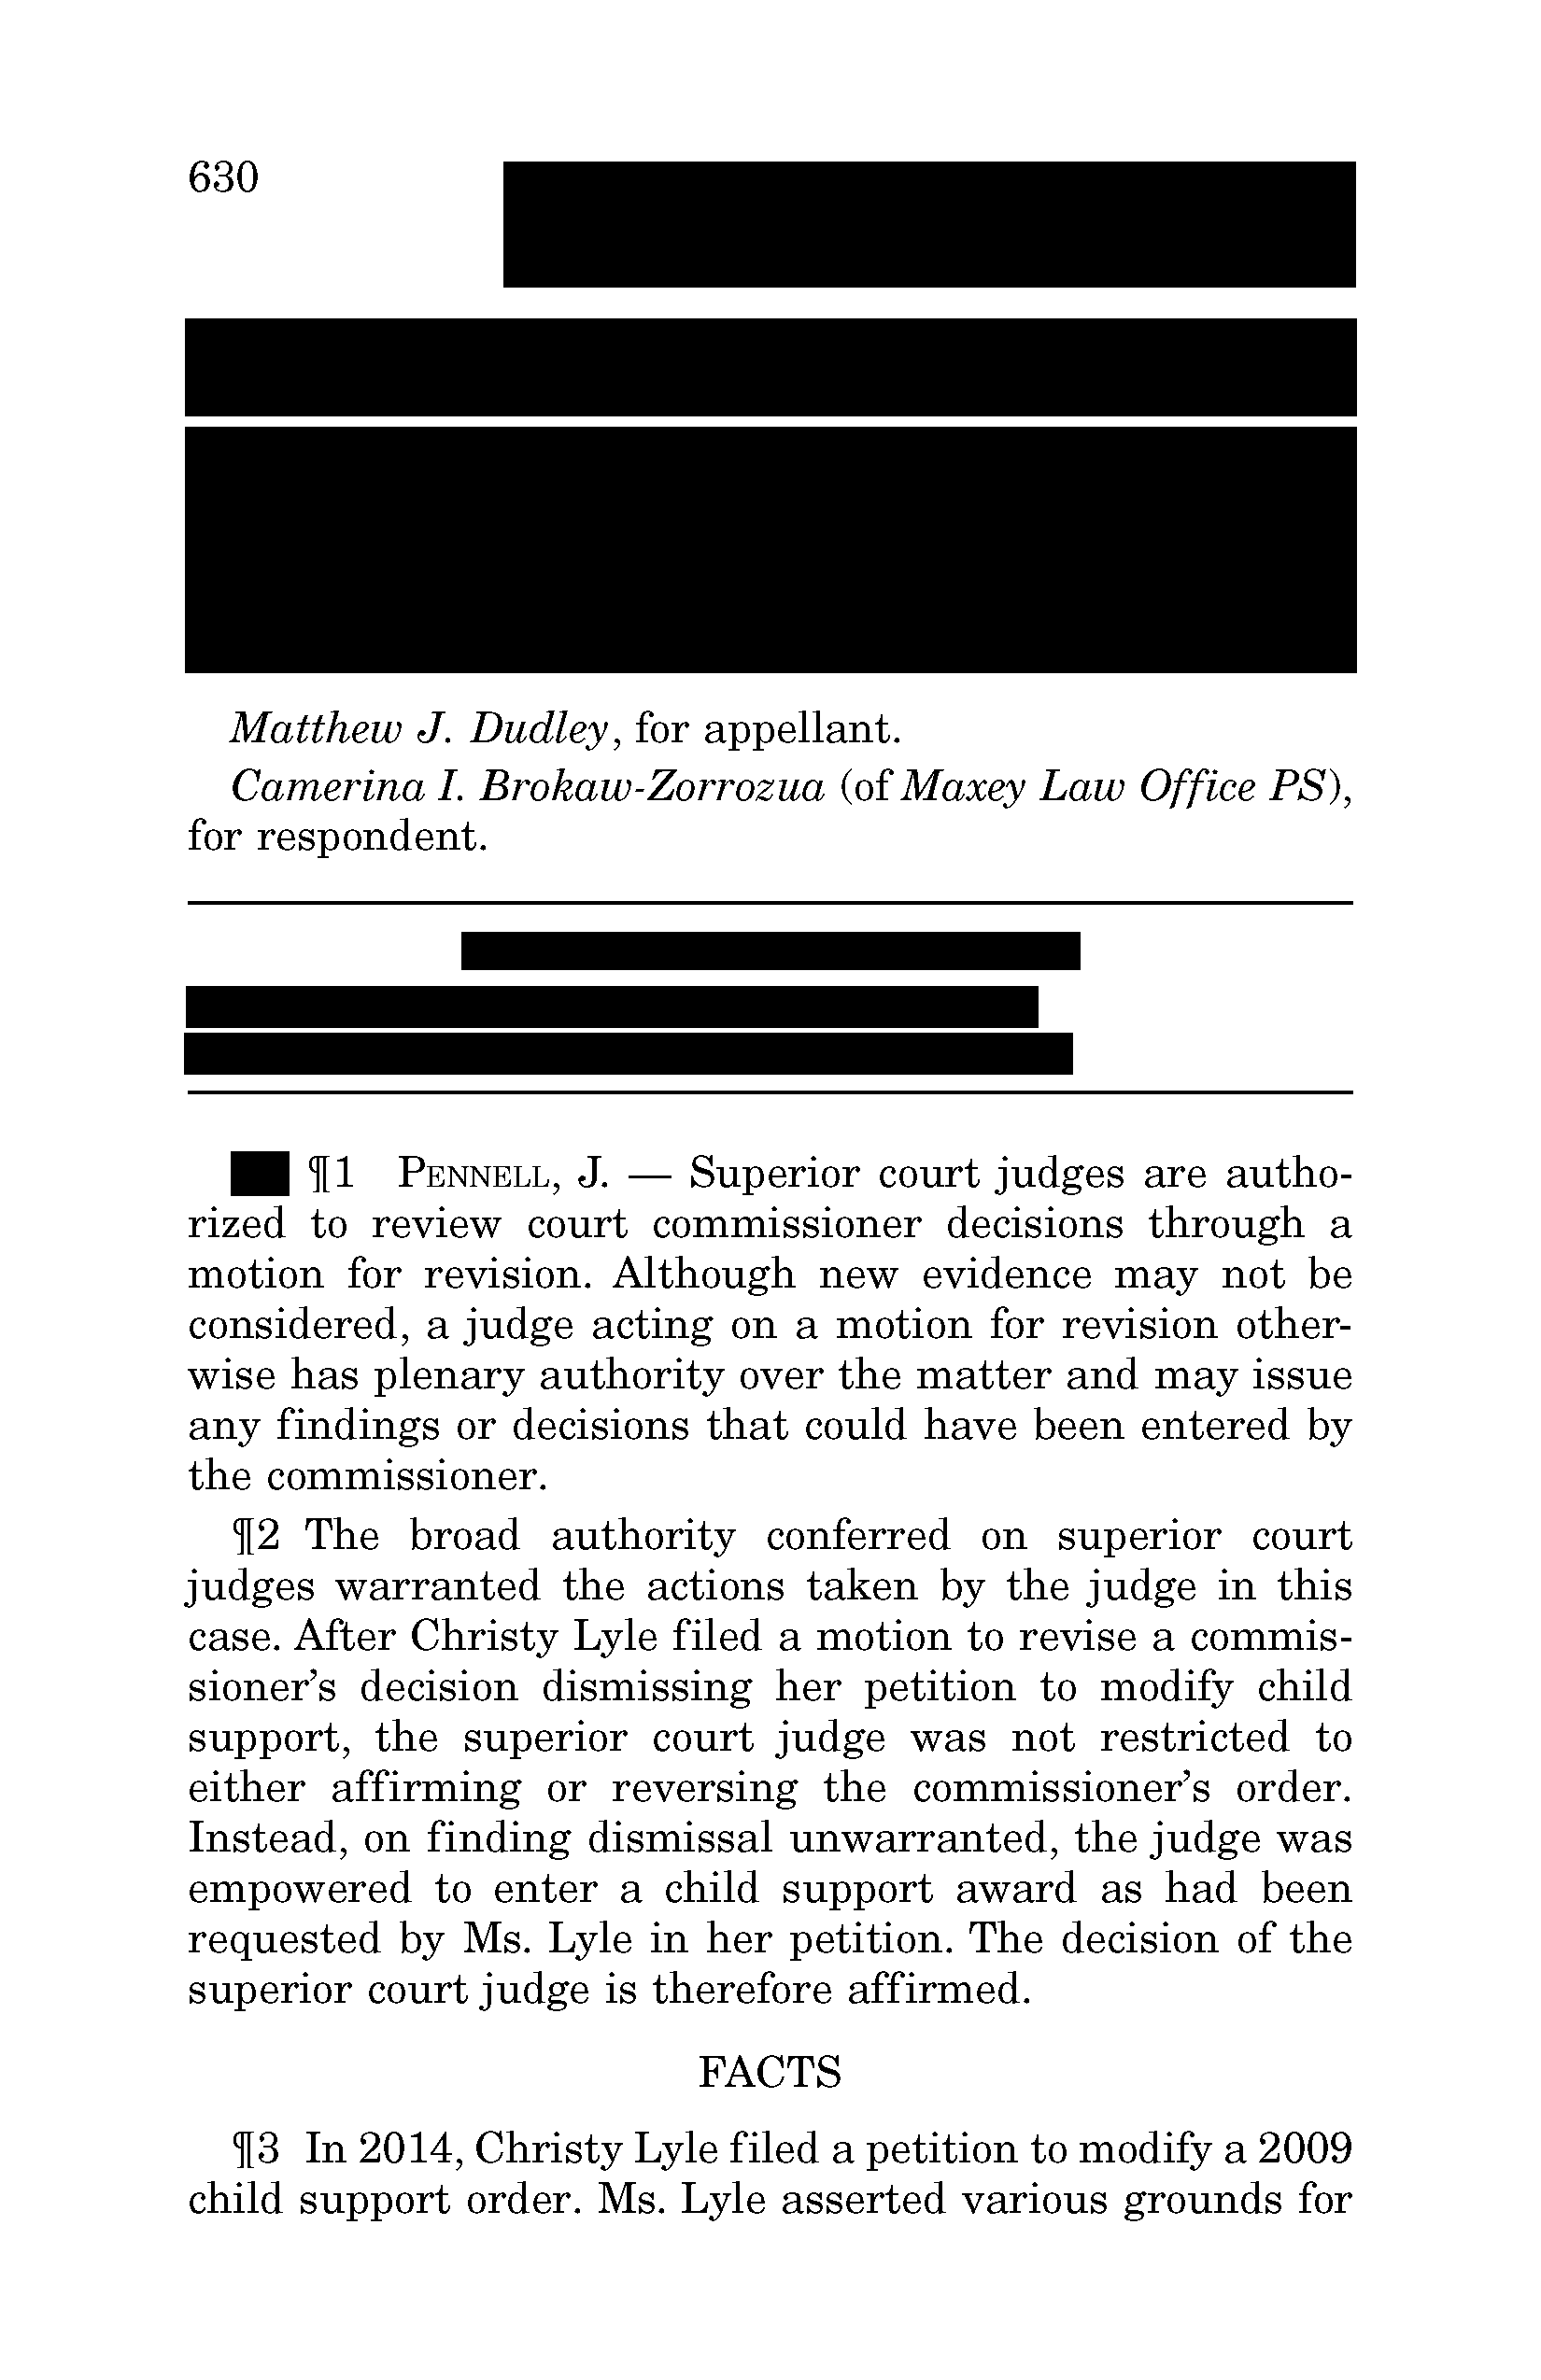 630
Matthew J. Dudley, for appellant.
Camerina I. Brokaw-Zorrozua (of Maxey Law Office PS),
for respondent.
¶1 PENNELL, J. — Superior court judges are autho-
rized to review court commissioner decisions through a
motion for revision. Although new evidence may not be
considered, a judge acting on a motion for revision other-
wise has plenary authority over the matter and may issue
any findings or decisions that could have been entered by
the commissioner.
¶2 The broad authority conferred on superior court
judges warranted the actions taken by the judge in this
case. After Christy Lyle filed a motion to revise a commis-
sioner’s decision dismissing her petition to modify child
support, the superior court judge was not restricted to
either affirming or reversing the commissioner’s order.
Instead, on finding dismissal unwarranted, the judge was
empowered to enter a child support award as had been
requested by Ms. Lyle in her petition. The decision of the
superior court judge is therefore affirmed.
FACTS
¶3 In 2014, Christy Lyle filed a petition to modify a 2009
child support order. Ms. Lyle asserted various grounds for